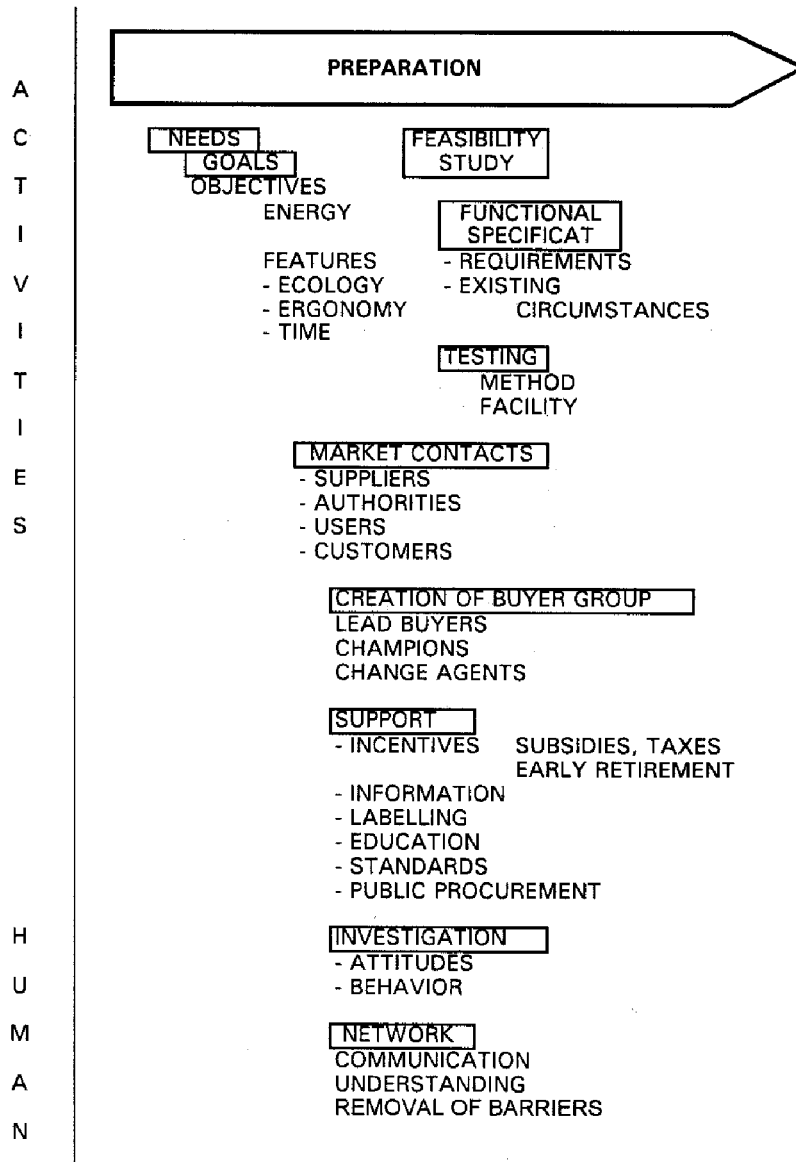 PREPARATION
ACTIVITIES
NEEDS
GOALS
OBJECTIVES
ENERGY
FEATURES
- ECOLOGY
- ERGONOMY
- TIME
FEASIBILITY
STUDY
FUNCTIONAL
SPECIFICAT
- REQUIREMENTS
- EXISTING
CIRCUMSTANCES
TESTING
METHOD
FACILITY
MARKET CONTACTS
- SUPPLIERS
- AUTHORITIES
- USERS
- CUSTOMERS
CREATION OF BUYER GROUP
LEAD BUYERS
CHAMPIONS
CHANGE AGENTS
SUPPORT
- INCENTIVES SUBSIDIES, TAXES
EARLY RETIREMENT
- INFORMATION
- LABELLING
- EDUCATION
- STANDARDS
- PUBLIC PROCUREMENT
HUMAN
INVESTIGATION
- ATTITUDES
- BEHAVIOR
NETWORK
COMMUNICATION
UNDERSTANDING
REMOVAL OF BARRIERS